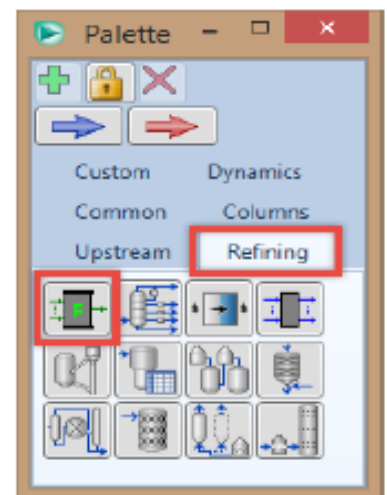 Palette
Custom Dynamics
Common Columns
Upstream Refining
F